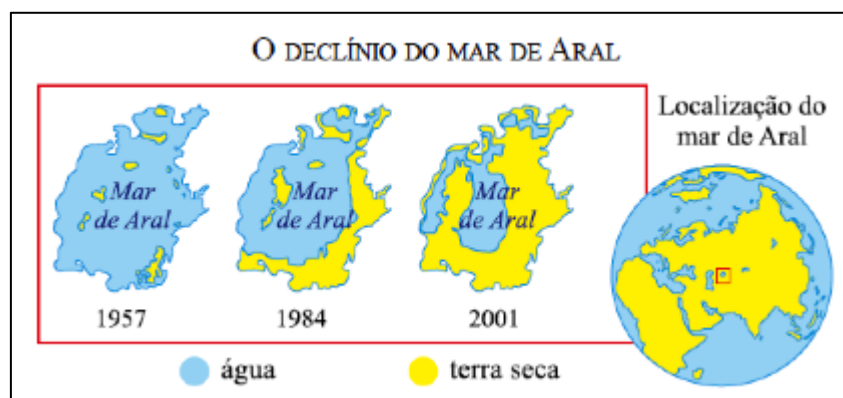 O DECLÍNIO DO MAR DE ARAL
Localização do
mar de Aral
Mar
de Aral
Mar
de Aral
Mar
de Aral
1957
1984
2001
água
terra seca